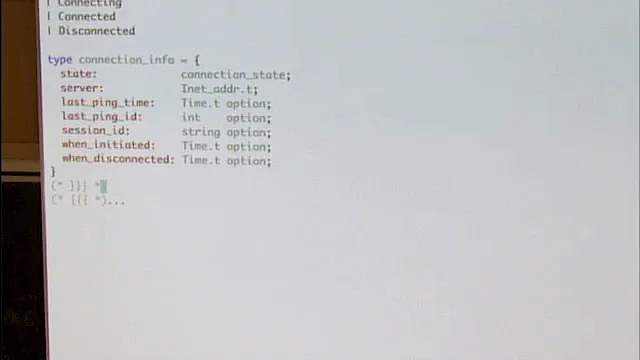 | Connecting
| Connected
| Disconnected
type connection_info = {
state: connection_state;
server: Inet_addr.t;
last_ping_time: Time.t option;
last_ping_id: int option;
session_id: string option;
when_initiated: Time.t option;
when_disconnected: Time.t option;
}
(* }}} *)
(* {{{ *)...